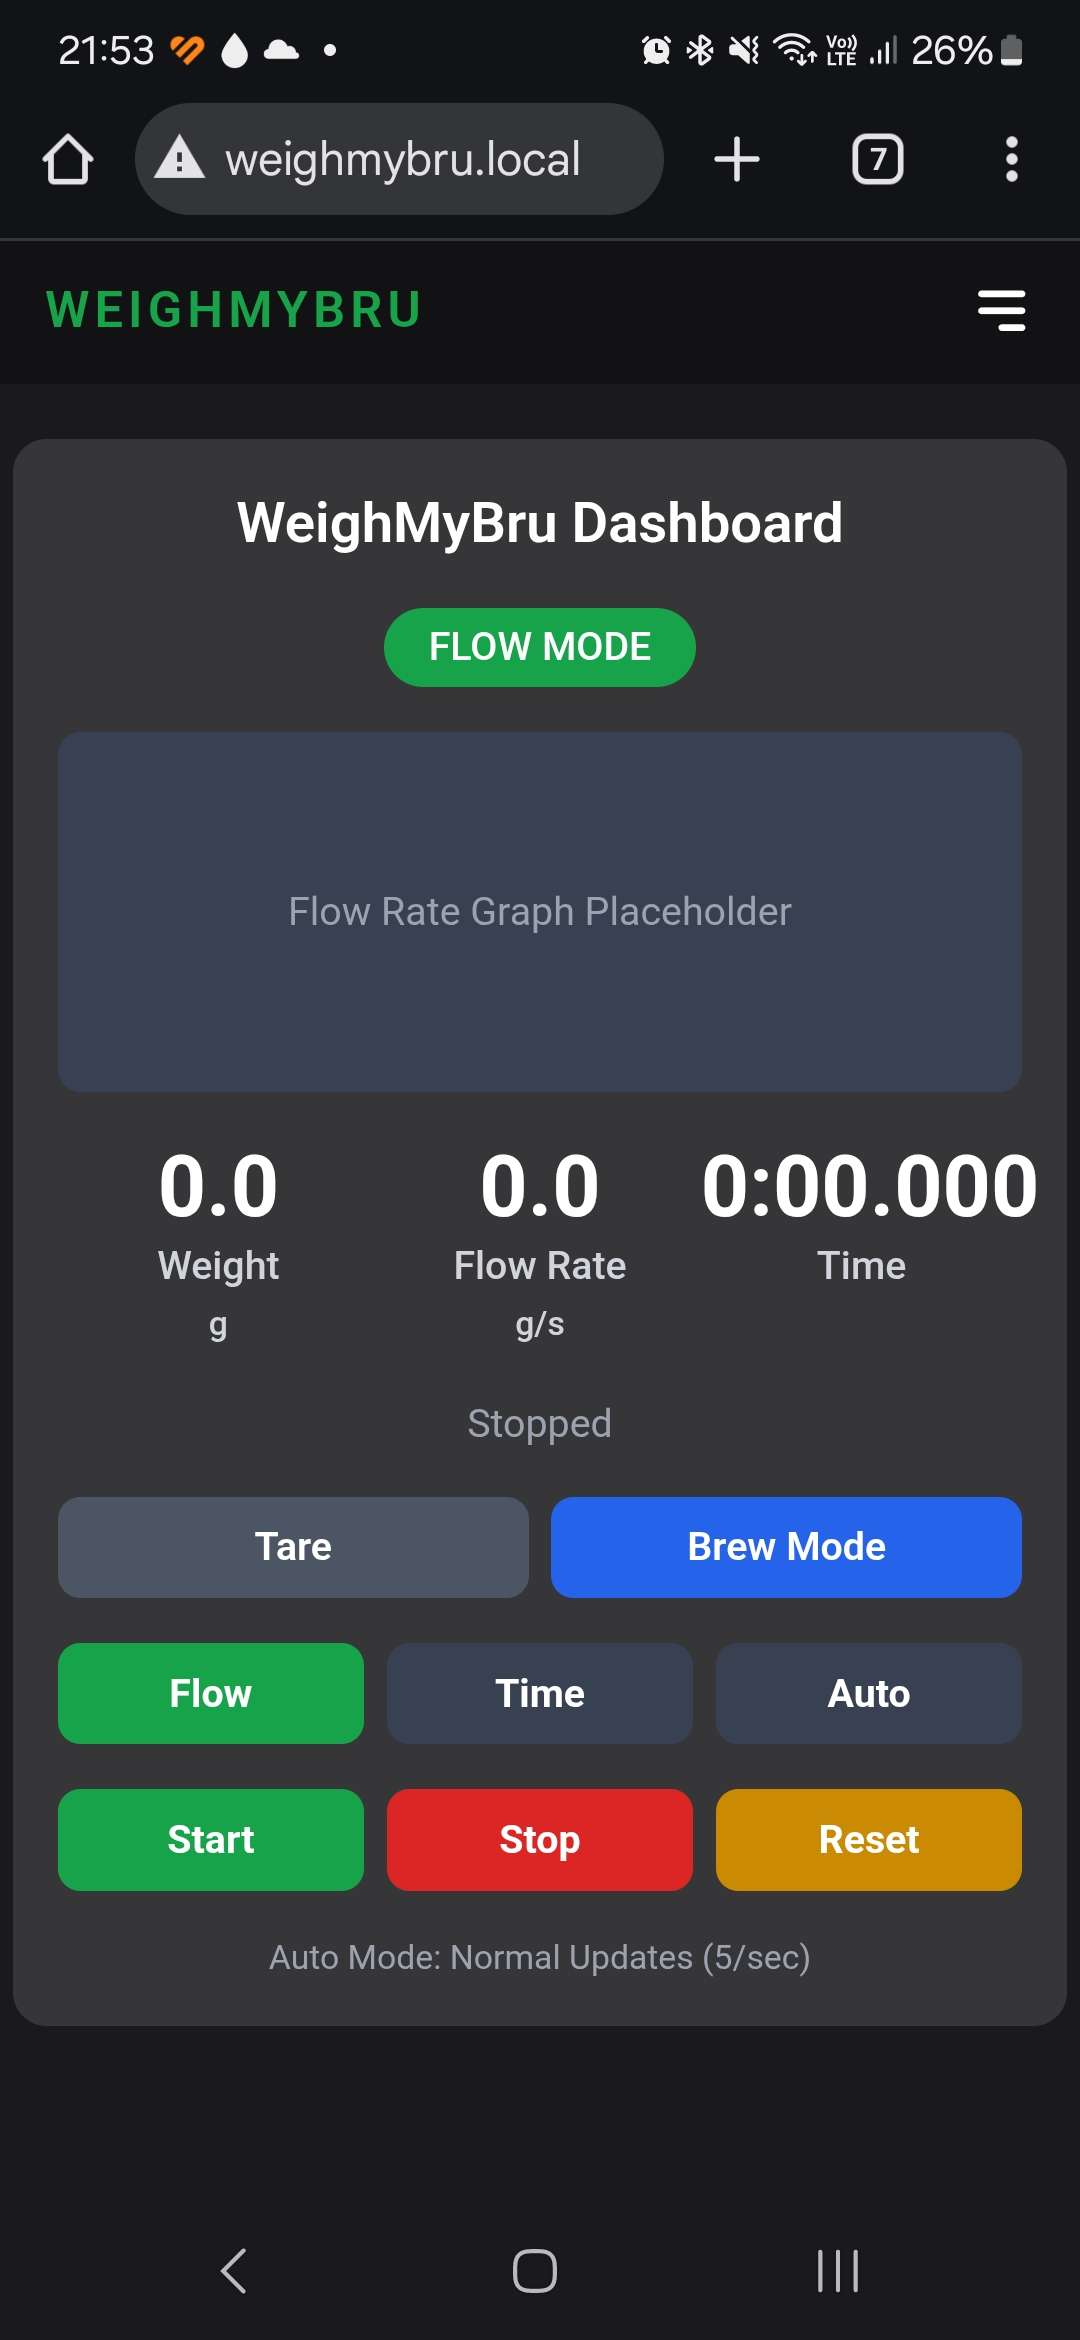 21:53
Vo)) LTE 26%
weighmybru.local
7
WEIGHMYBRU
WeighMyBru Dashboard
FLOW MODE
Flow Rate Graph Placeholder
0.0 0.0 0:00.000
Weight Flow Rate Time
g g/s
Stopped
Tare Brew Mode
Flow Time Auto
Start Stop Reset
Auto Mode: Normal Updates (5/sec)